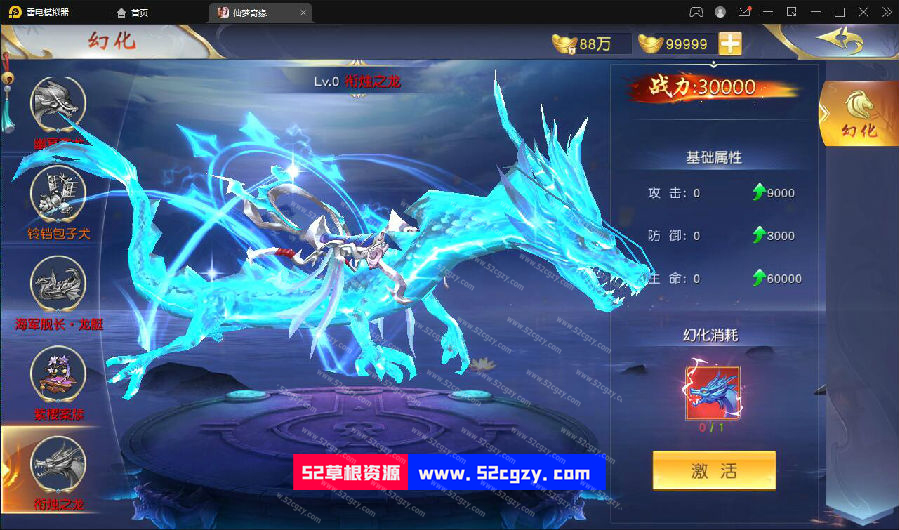 雷电模拟器
首页
仙梦奇缘
幻化
88万
99999
Lv.0 衔烛之龙
战力:30000
幻化
基础属性
攻 击: 0
9000
防 御: 0
3000
生 命: 0
60000
铃铛包子犬
海军舰长·龙艇
衔烛之龙
幻化消耗
0/1
激 活
52草根资源
www.52cgzy.com